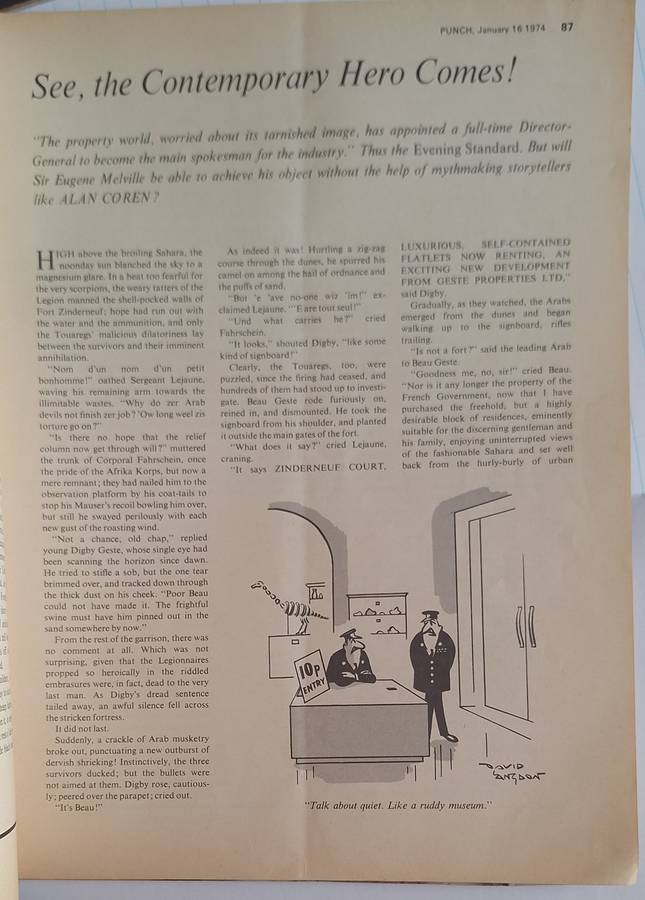 PUNCH, January 16 1974 87
See, the Contemporary Hero Comes!
"The property world, worried about its tarnished image, has appointed a full-time Director-
General to become the main spokesman for the industry." Thus the Evening Standard. But will
Sir Eugene Melville be able to achieve his object without the help of mythmaking storytellers
like ALAN COREN?
HIGH above the broiling Sahara, the
noonday sun blanched the sky to a
magnesium glare. In a heat too fearful for
the very scorpions, the weary tatters of the
Legion manned the shell-pocked walls of
Fort Zinderneuf; hope had run out with
the water and the ammunition, and only
the Touaregs' malicious dilatoriness lay
between the survivors and their imminent
annihilation.
"Nom d'un nom d'un petit
bonhomme!" oathed Sergeant Lejaune,
waving his remaining arm towards the
illimitable wastes. "Why do zer Arab
devils not finish zer job? 'Ow long weel zis
torture go on?"
"Is there no hope that the relief
column now get through will?" muttered
the trunk of Corporal Fahrschein, once
the pride of the Afrika Korps, but now a
mere remnant; they had nailed him to the
observation platform by his coat-tails to
stop his Mauser's recoil bowling him over,
but still he swayed perilously with each
new gust of the roasting wind.
"Not a chance, old chap," replied
young Digby Geste, whose single eye had
been scanning the horizon since dawn.
He tried to stifle a sob, but the one tear
brimmed over, and tracked down through
the thick dust on his cheek. "Poor Beau
could not have made it. The frightful
swine must have him pinned out in the
sand somewhere by now."
From the rest of the garrison, there was
no comment at all. Which was not
surprising, given that the Legionnaires
propped so heroically in the riddled
embrasures were, in fact, dead to the very
last man. As Digby's dread sentence
tailed away, an awful silence fell across
the stricken fortress.
It did not last.
Suddenly, a crackle of Arab musketry
broke out, punctuating a new outburst of
dervish shrieking! Instinctively, the three
survivors ducked; but the bullets were
not aimed at them. Digby rose, cautious-
ly; peered over the parapet; cried out.
"It's Beau!"
As indeed it was! Hurtling a zig-zag
course through the dunes, he spurred his
camel on among the hail of ordnance and
the puffs of sand.
"But 'e 'ave no-one wiz 'im!" ex-
claimed Lejaune. "'E are tout seul!"
"Und what carries he?" cried
Fahrschein.
"It looks," shouted Digby, "like some
kind of signboard!"
Clearly, the Touaregs, too, were
puzzled, since the firing had ceased, and
hundreds of them had stood up to investi-
gate. Beau Geste rode furiously on,
reined in, and dismounted. He took the
signboard from his shoulder, and planted
it outside the main gates of the fort.
"What does it say?" cried Lejaune,
craning.
"It says ZINDERNEUF COURT,
LUXURIOUS, SELF-CONTAINED
FLATLETS NOW RENTING, AN
EXCITING NEW DEVELOPMENT
FROM GESTE PROPERTIES LTD,"
said Digby.
Gradually, as they watched, the Arabs
emerged from the dunes and began
walking up to the signboard, rifles
trailing.
"Is not a fort?" said the leading Arab
to Beau Geste.
"Goodness me, no, sir!" cried Beau.
"Nor is it any longer the property of the
French Government, now that I have
purchased the freehold, but a highly
desirable block of residences, eminently
suitable for the discerning gentleman and
his family, enjoying uninterrupted views
of the fashionable Sahara and set well
back from the hurly-burly of urban
10p
ENTRY
DAVID
LANGDON
"Talk about quiet. Like a ruddy museum."